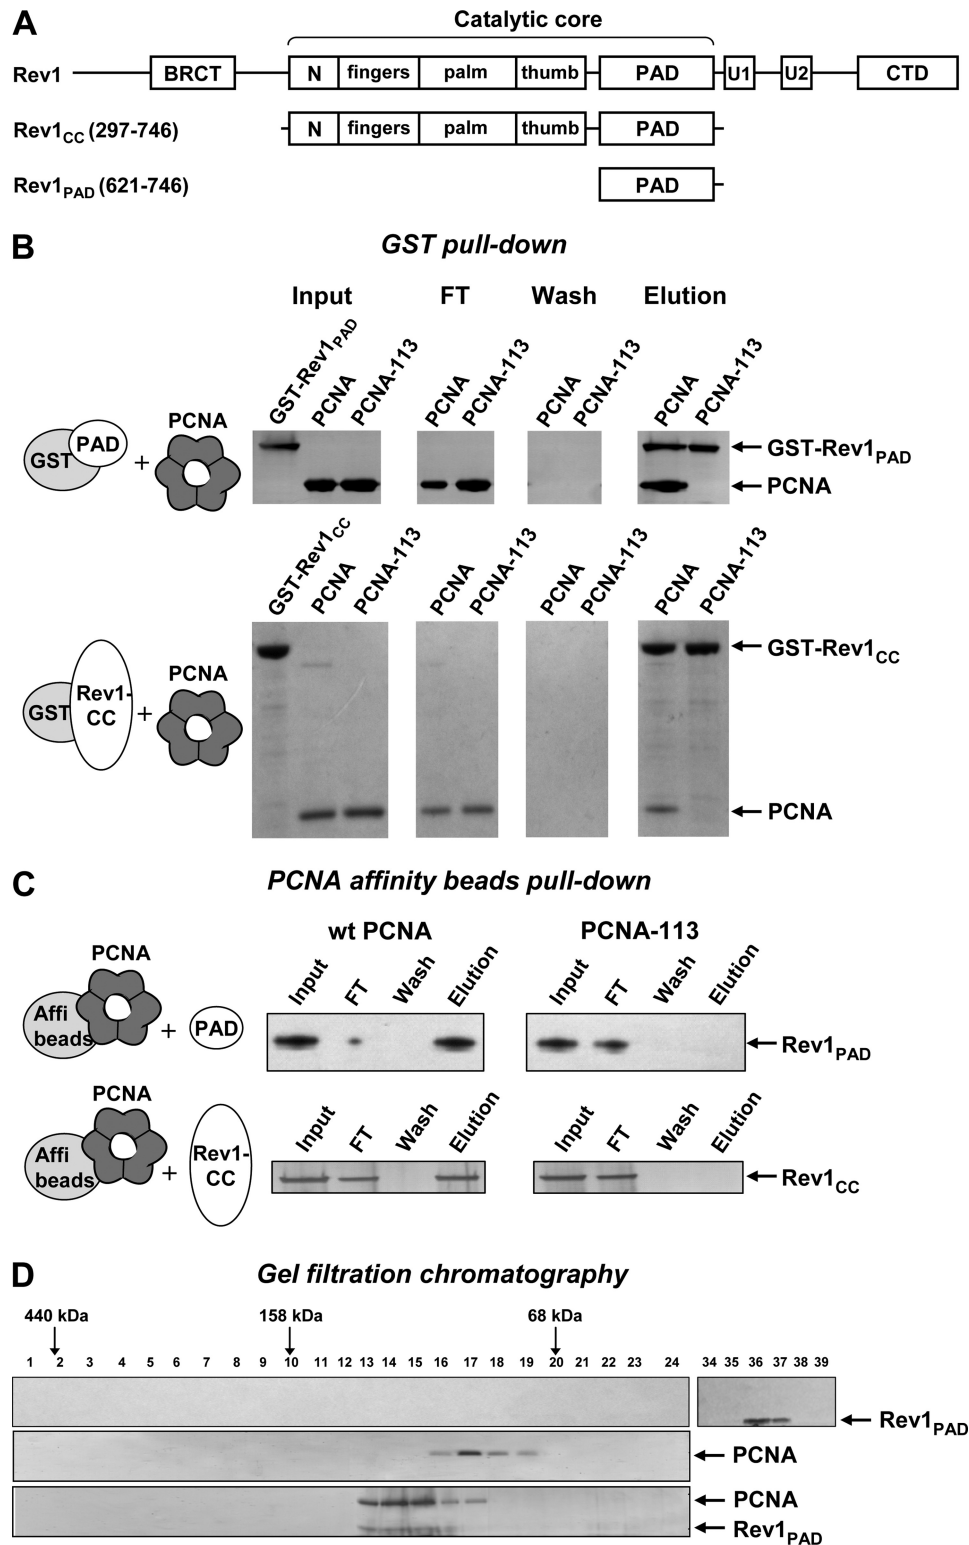 A
Catalytic core
Rev1 BRCT N fingers palm thumb PAD U1 U2 CTD
Rev1CC (297-746) N fingers palm thumb PAD
Rev1PAD (621-746) PAD
B GST pull-down
Input FT Wash Elution
GST-Rev1PAD PCNA PCNA-113 PCNA PCNA-113 PCNA PCNA-113 PCNA PCNA-113
PCNA
GST PAD +
GST-Rev1PAD
PCNA
GST-Rev1CC PCNA PCNA-113 PCNA PCNA-113 PCNA PCNA-113 PCNA PCNA-113
GST-Rev1CC
PCNA
GST Rev1-CC +
PCNA
C PCNA affinity beads pull-down
wt PCNA PCNA-113
Input FT Wash Elution Input FT Wash Elution
PCNA
Affi beads + PAD
Rev1PAD
PCNA
Input FT Wash Elution Input FT Wash Elution
Affi beads + Rev1-CC
Rev1CC
D Gel filtration chromatography
440 kDa 158 kDa 68 kDa
1 2 3 4 5 6 7 8 9 10 11 12 13 14 15 16 17 18 19 20 21 22 23 24 34 35 36 37 38 39
Rev1PAD
PCNA
PCNA
Rev1PAD